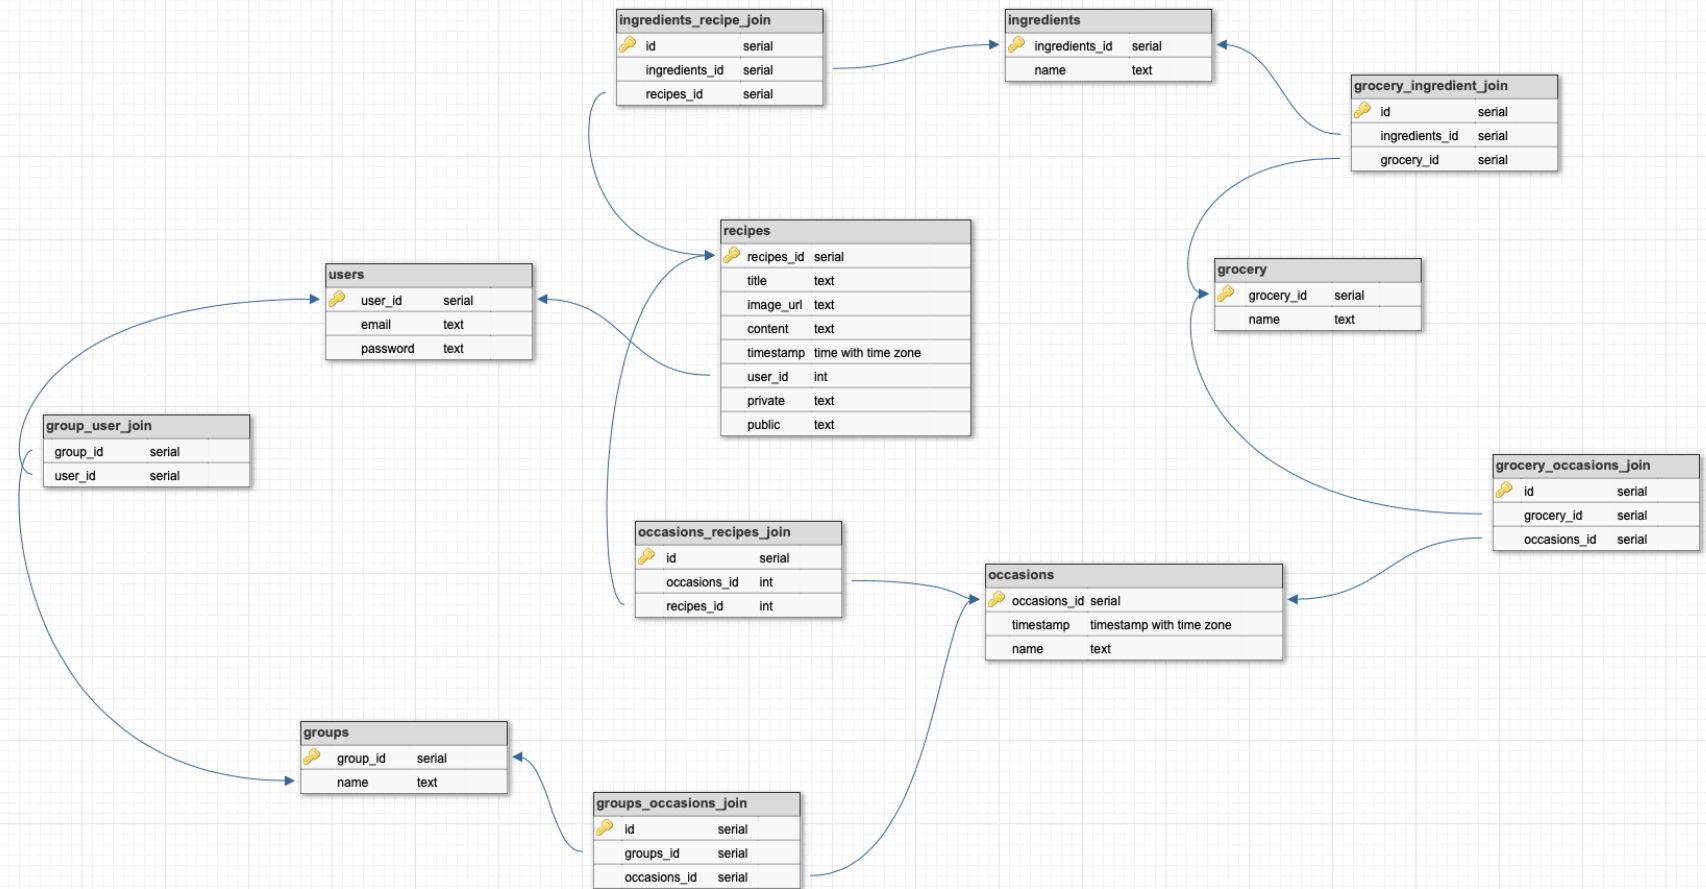 ingredients_recipe_join
id serial
ingredients_id serial
recipes_id serial
ingredients
ingredients_id serial
name text
grocery_ingredient_join
id serial
ingredients_id serial
grocery_id serial
recipes
recipes_id serial
title text
image_url text
content text
timestamp time with time zone
user_id int
private text
public text
users
user_id serial
email text
password text
grocery
grocery_id serial
name text
group_user_join
group_id serial
user_id serial
grocery_occasions_join
id serial
grocery_id serial
occasions_id serial
occasions_recipes_join
id serial
occasions_id int
recipes_id int
occasions
occasions_id serial
timestamp timestamp with time zone
name text
groups
group_id serial
name text
groups_occasions_join
id serial
groups_id serial
occasions_id serial